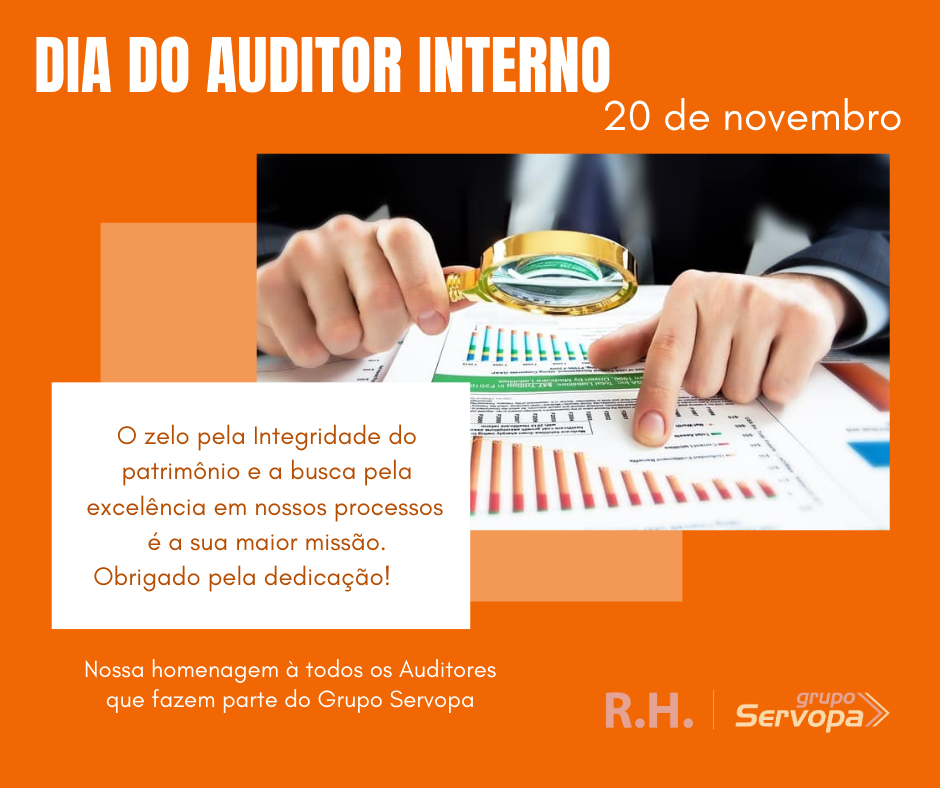 DIA DO AUDITOR INTERNO
20 de novembro
O zelo pela Integridade do
patrimônio e a busca pela
excelência em nossos processos
é a sua maior missão.
Obrigado pela dedicação!
Nossa homenagem à todos os Auditores
que fazem parte do Grupo Servopa
R.H.
grupo
Servopa